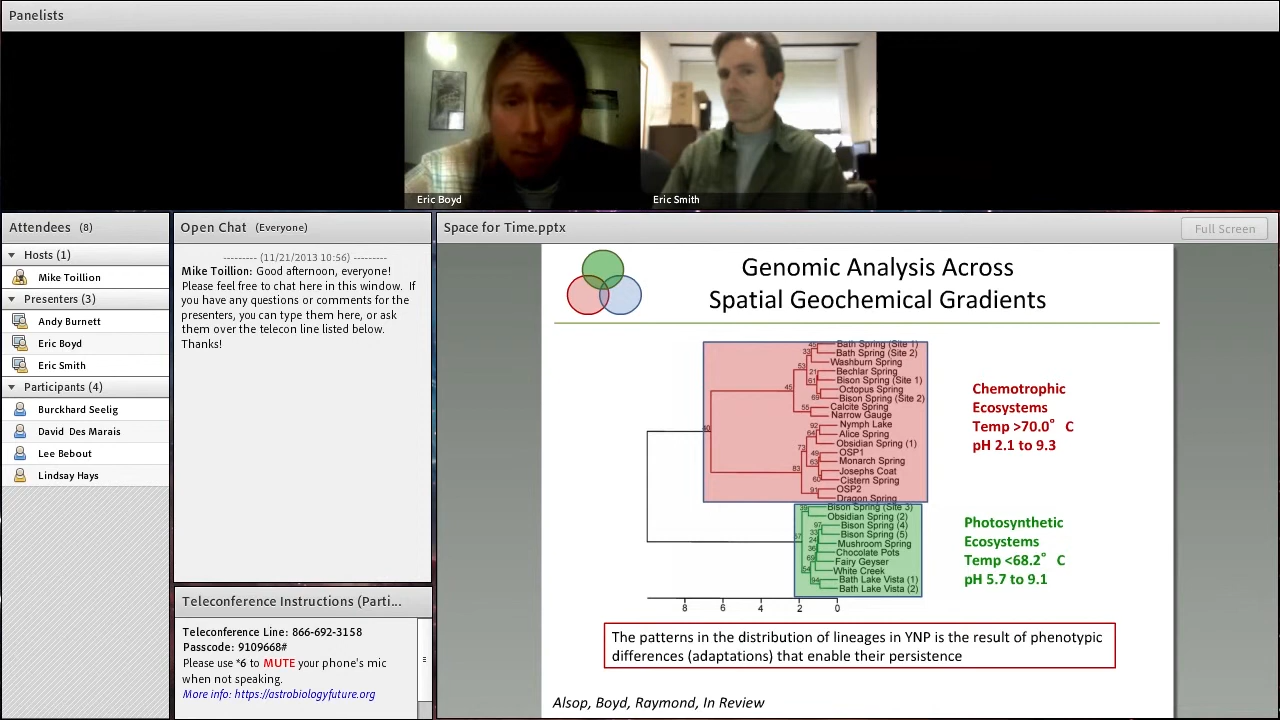 Panelists
Eric Boyd
Eric Smith
Attendees (8)
Hosts (1)
Mike Toillion
Presenters (3)
Andy Burnett
Eric Boyd
Eric Smith
Participants (4)
Burckhard Seelig
David Des Marais
Lee Bebout
Lindsay Hays
Open Chat (Everyone)
--------- (11/21/2013 10:56) ---------
Mike Toillion: Good afternoon, everyone!
Please feel free to chat here in this window. If
you have any questions or comments for the
presenters, you can type them here, or ask
them over the telecon line listed below.
Thanks!
Teleconference Instructions (Parti...
Teleconference Line: 866-692-3158
Passcode: 9109668#
Please use *6 to MUTE your phone's mic
when not speaking.
More info: https://astrobiologyfuture.org
Space for Time.pptx
Full Screen
Genomic Analysis Across
Spatial Geochemical Gradients
Bath Spring (Site 1)
Bath Spring (Site 2)
Washburn Spring
Bechlar Spring
Bison Spring (Site 1)
Octopus Spring
Bison Spring (Site 2)
Calcite Spring
Narrow Gauge
Nymph Lake
Alice Spring
Obsidian Spring (1)
OSP1
Monarch Spring
Josephs Coat
Cistern Spring
OSP2
Dragon Spring
Bison Spring (Site 3)
Obsidian Spring (2)
Bison Spring (4)
Bison Spring (5)
Mushroom Spring
Chocolate Pots
Fairy Geyser
White Creek
Bath Lake Vista (1)
Bath Lake Vista (2)
8 6 4 2 0
Chemotrophic
Ecosystems
Temp >70.0° C
pH 2.1 to 9.3
Photosynthetic
Ecosystems
Temp <68.2° C
pH 5.7 to 9.1
The patterns in the distribution of lineages in YNP is the result of phenotypic
differences (adaptations) that enable their persistence
Alsop, Boyd, Raymond, In Review